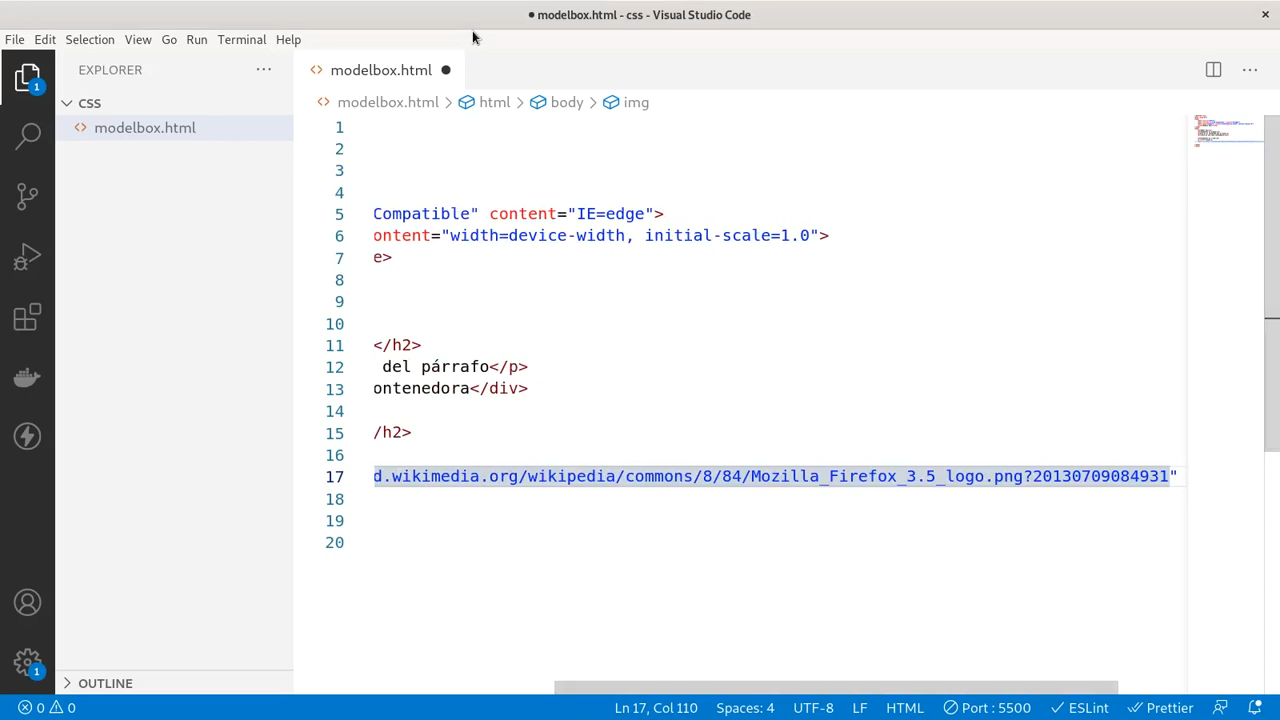 modelbox.html - css - Visual Studio Code
File Edit Selection View Go Run Terminal Help
EXPLORER
modelbox.html
CSS
modelbox.html > html > body > img
modelbox.html
1
2
3
4
5 Compatible" content="IE=edge">
6 ontent="width=device-width, initial-scale=1.0">
7 e>
8
9
10
11 </h2>
12 del párrafo</p>
13 ontenedora</div>
14
15 /h2>
16
17 d.wikimedia.org/wikipedia/commons/8/84/Mozilla_Firefox_3.5_logo.png?20130709084931"
18
19
20
1
1
OUTLINE
0 0 Ln 17, Col 110 Spaces: 4 UTF-8 LF HTML Port : 5500 ESLint Prettier